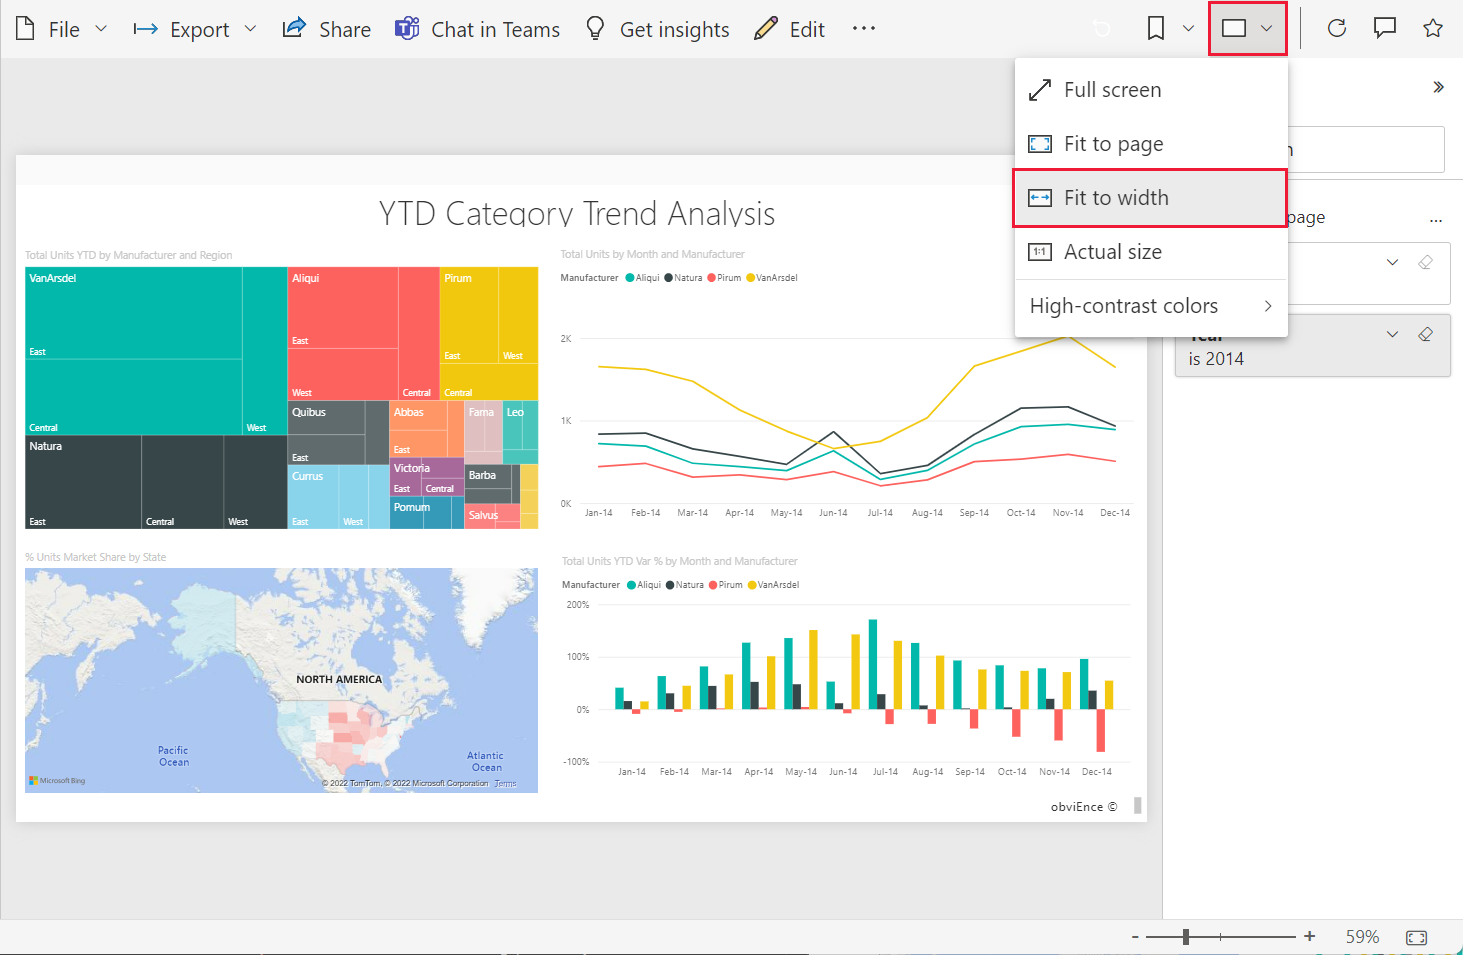 File
Export
Share
Chat in Teams
Get insights
Edit
...
Full screen
Fit to page
Fit to width
1:1
Actual size
High-contrast colors
page
...
is 2014
YTD Category Trend Analysis
Total Units YTD by Manufacturer and Region
VanArsdel
East
Central
West
Natura
East
Central
West
Aliqui
East
West
Central
Pirum
East
West
Central
Quibus
East
Currus
East
West
Abbas
East
Fama
Leo
Victoria
East
Central
Barba
Pomum
Salvus
Total Units by Month and Manufacturer
Manufacturer Aliqui Natura Pirum VanArsdel
2K
1K
0K
Jan-14 Feb-14 Mar-14 Apr-14 May-14 Jun-14 Jul-14 Aug-14 Sep-14 Oct-14 Nov-14 Dec-14
% Units Market Share by State
NORTH AMERICA
Pacific
Ocean
Atlantic
Ocean
Microsoft Bing
© 2022 TomTom, © 2022 Microsoft Corporation Terms
Total Units YTD Var % by Month and Manufacturer
Manufacturer Aliqui Natura Pirum VanArsdel
200%
100%
0%
-100%
Jan-14 Feb-14 Mar-14 Apr-14 May-14 Jun-14 Jul-14 Aug-14 Sep-14 Oct-14 Nov-14 Dec-14
obviEnce ©
- + 59%